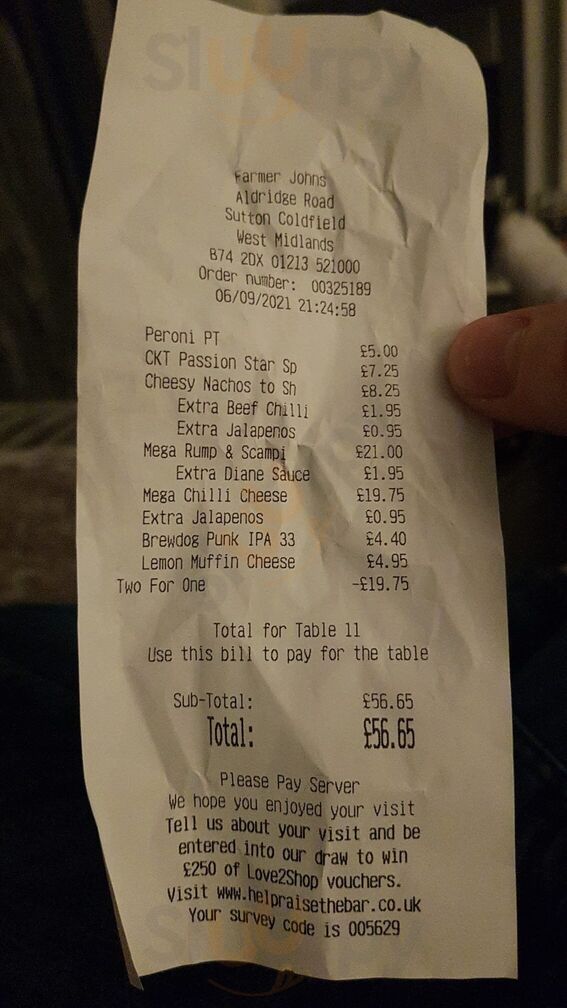 Sluurpy
Farmer Johns
Aldridge Road
Sutton Coldfield
West Midlands
B74 2DX 01213 521000
Order number: 00325189
06/09/2021 21:24:58
Peroni PT £5.00
CKT Passion Star Sp £7.25
Cheesy Nachos to Sh £8.25
Extra Beef Chilli £1.95
Extra Jalapenos £0.95
Mega Rump & Scampi £21.00
Extra Diane Sauce £1.95
Mega Chilli Cheese £19.75
Extra Jalapenos £0.95
Brewdog Punk IPA 33 £4.40
Lemon Muffin Cheese £4.95
Two For One -£19.75
Total for Table 11
Use this bill to pay for the table
Sub-Total: £56.65
Total: £56.65
Please Pay Server
We hope you enjoyed your visit
Tell us about your visit and be
entered into our draw to win
£250 of Love2Shop vouchers.
Visit www.helpraisethebar.co.uk
Your survey code is 005629